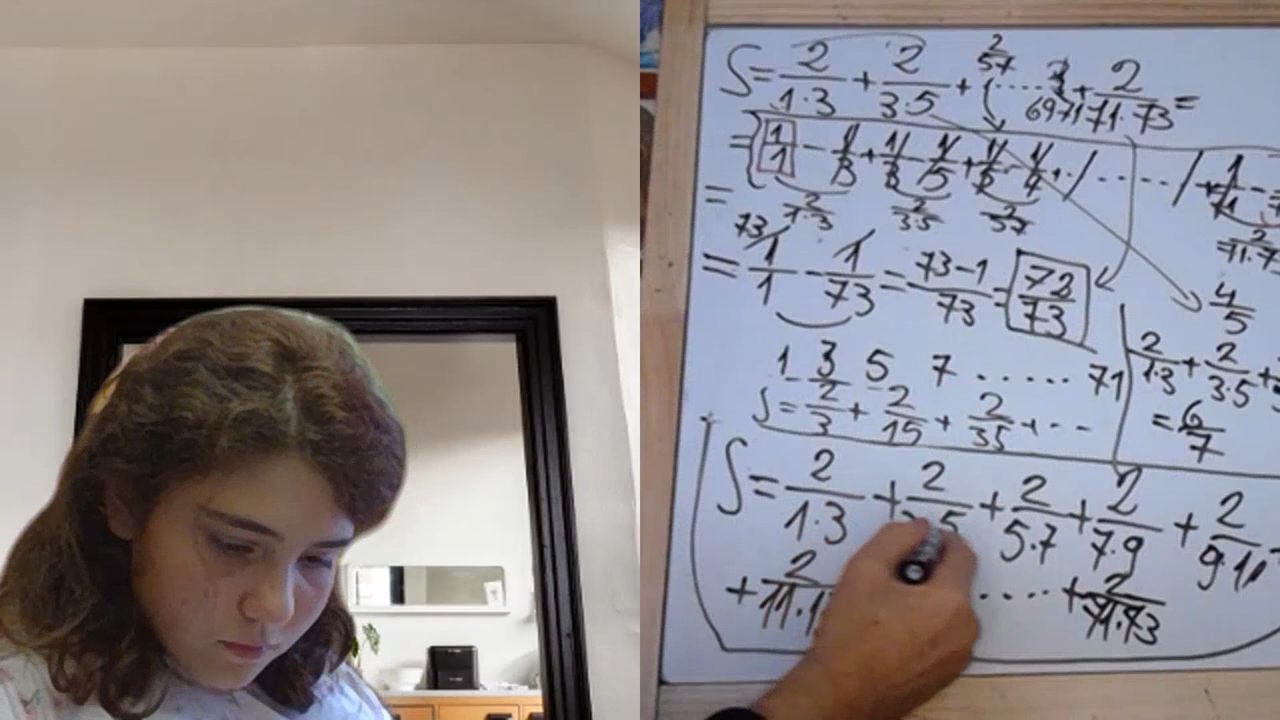 S = 2/(1·3) + 2/(3·5) + ..... + 2/(71·73) =
2/(5·7)
= 1/1 - 1/3 + 1/3 - 1/5 + 1/5 - + / - - - - - / + 1/71 -
2/(1·3) 2/(3·5) 2/(5·7)
73
= 1/1 - 1/73 = (73-1)/73 = 72/73
4/5
1 3 5 7 ...... 71
2/(1·3) + 2/(3·5) +
S = 2/3 + 2/15 + 2/35 + ...
= 6/7
S = 2/(1·3) + 2/(3·5) + 2/(5·7) + 2/(7·9) + 2/(9·11)
+ .... + 2/(71·73)